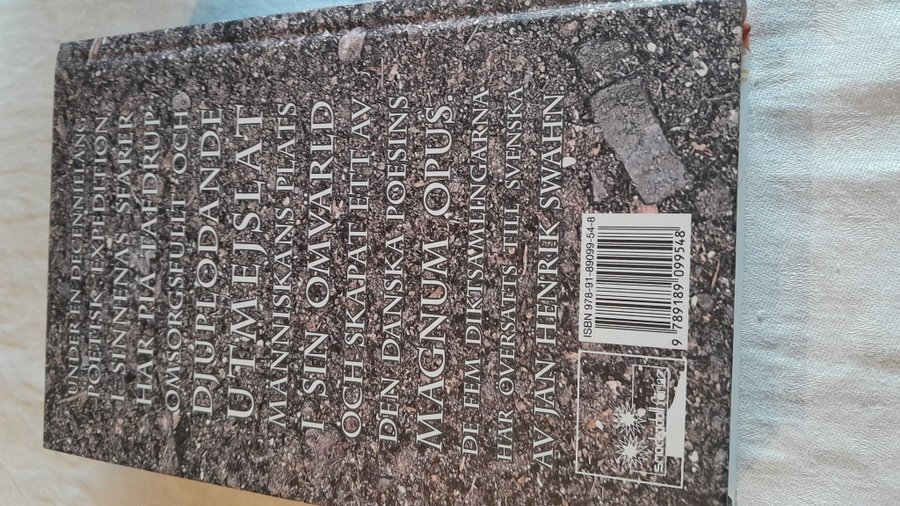 UNDER EN DECENNIELÅNG
POETISK EXPEDITION
I SINNENAS SFÄRER
HAR PIA TAFDRUP
OMSORGSFULLT OCH
DJUPLODANDE
UTMEJSLAT
MÄNNISKANS PLATS
I SIN OMVÄRLD
OCH SKAPAT ETT AV
DEN DANSKA POESINS
MAGNUM OPUS.
DE FEM DIKTSAMLINGARNA
HAR ÖVERSATTS TILL SVENSKA
AV JAN HENRIK SWAHN
ISBN 978-91-89099-54-8
9 789189 099548